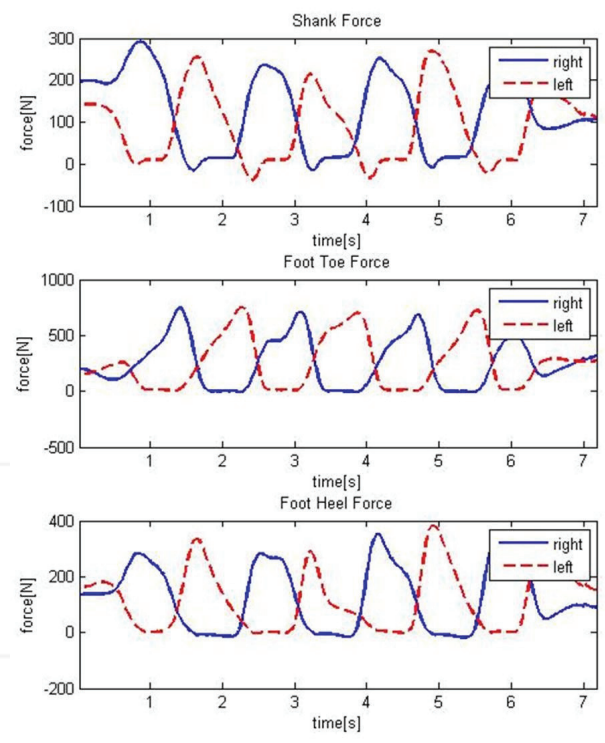 Shank Force
300
200
100
0
-100
force[N]
right
left
1 2 3 4 5 6 7
time[s]
Foot Toe Force
1000
500
0
-500
force[N]
right
left
1 2 3 4 5 6 7
time[s]
Foot Heel Force
400
200
0
-200
force[N]
right
left
1 2 3 4 5 6 7
time[s]